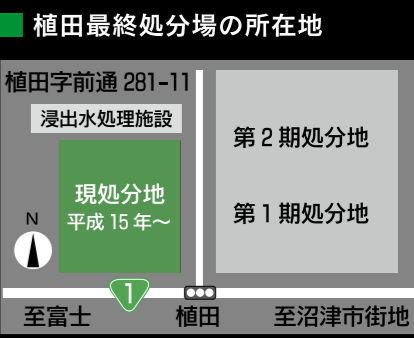 植田最終処分場の所在地
植田字前通 281-11
浸出水処理施設
第2期処分地
現処分地
平成 15 年〜
第1期処分地
N
1
至富士
植田
至沼津市街地